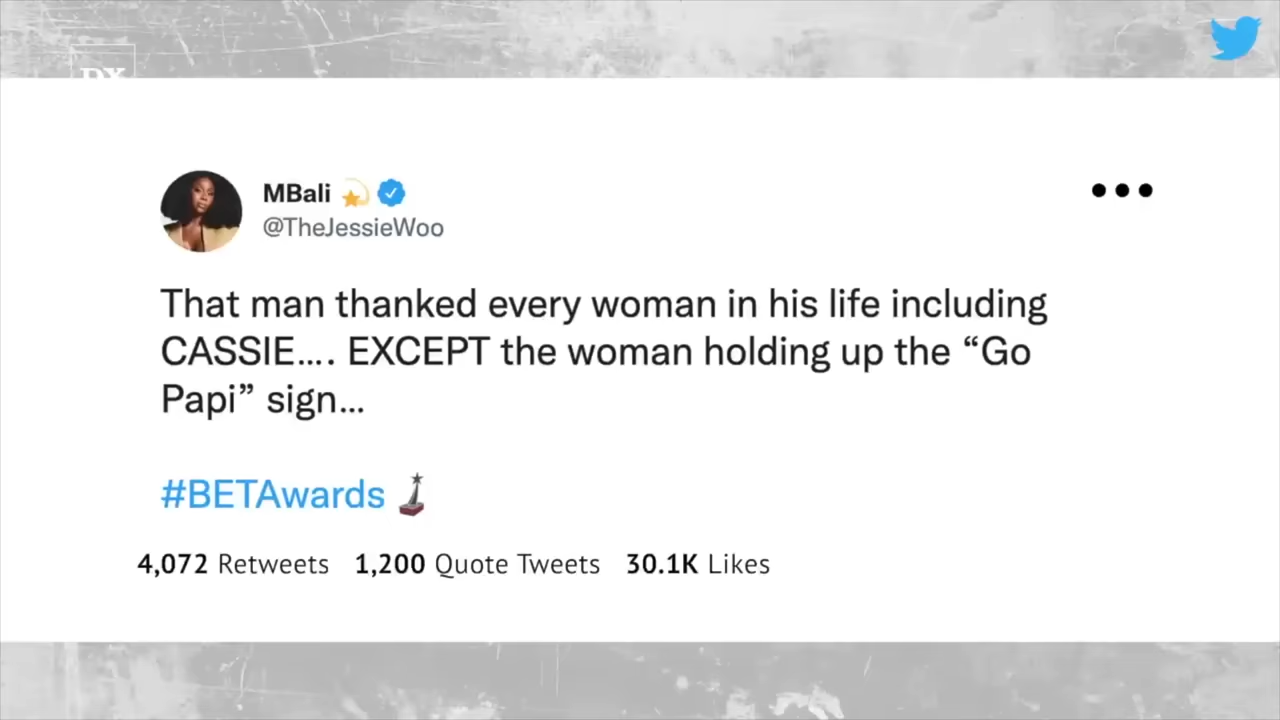 DX
MBali
@TheJessieWoo
That man thanked every woman in his life including
CASSIE.... EXCEPT the woman holding up the “Go
Papi” sign...
#BETAwards
4,072 Retweets 1,200 Quote Tweets 30.1K Likes